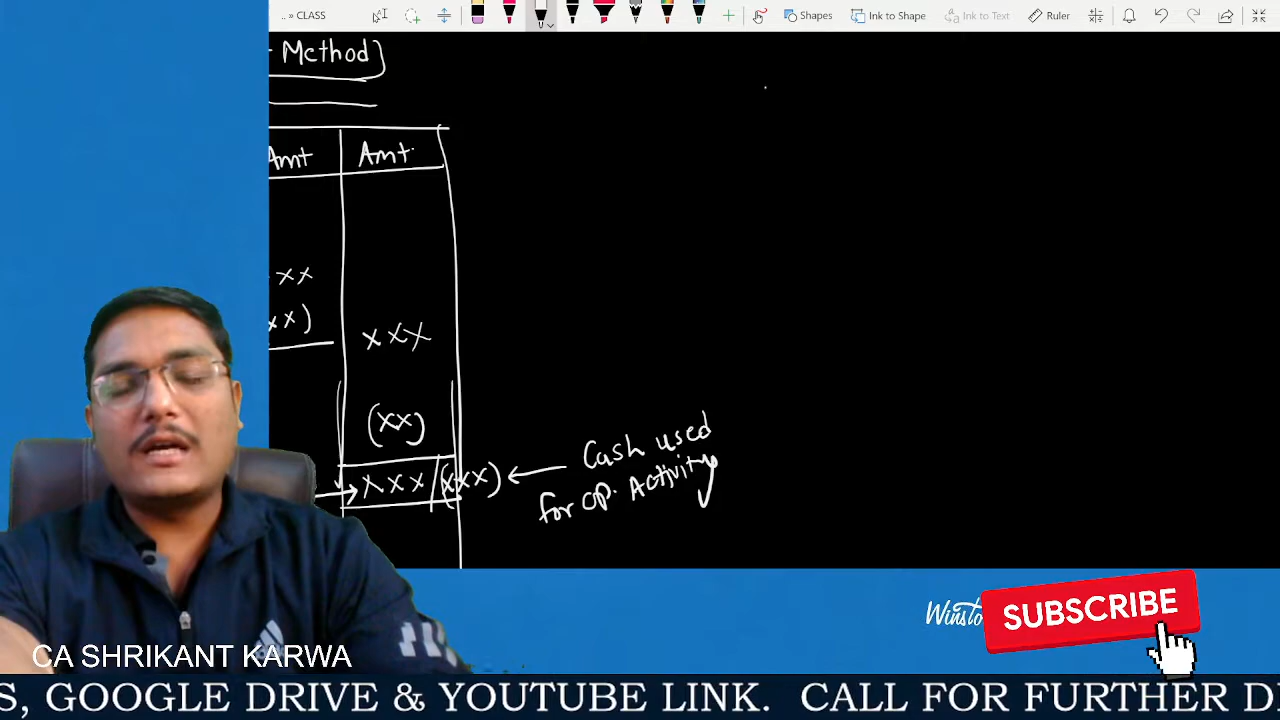 .. » CLASS
Shapes
Ink to Shape
Ink to Text
Ruler
Method)
Amt
Amt.
xx
xx)
xxx
(xx)
xxx/(xxx)
Cash used
for OP. Activity
SUBSCRIBE
CA SHRIKANT KARWA
S, GOOGLE DRIVE & YOUTUBE LINK. CALL FOR FURTHER D